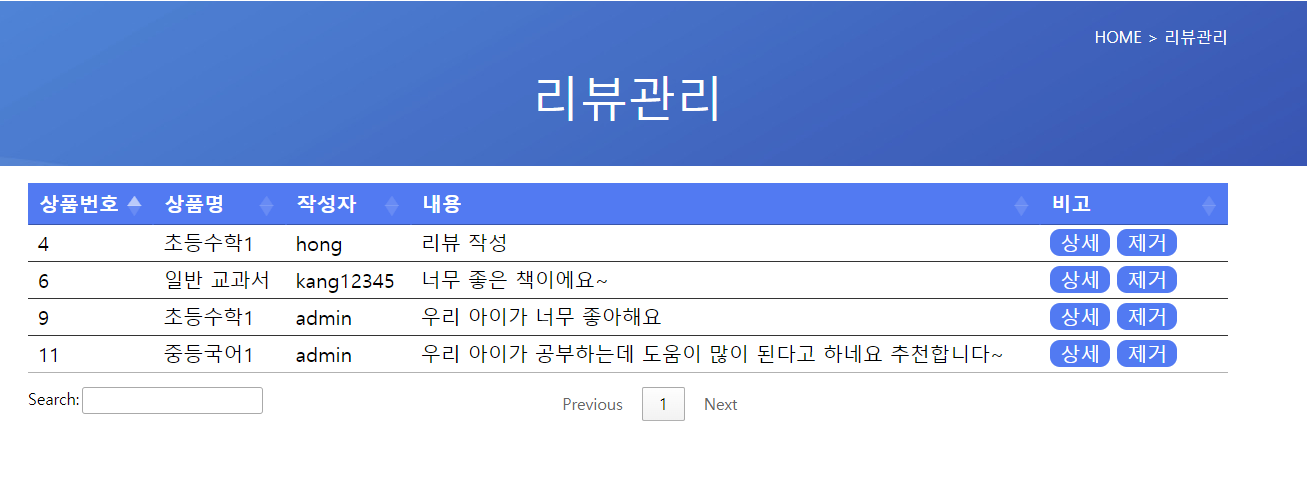 HOME > 리뷰관리
리뷰관리
상품번호 상품명 작성자 내용 비고
4 초등수학1 hong 리뷰 작성 상세 제거
6 일반 교과서 kang12345 너무 좋은 책이에요~ 상세 제거
9 초등수학1 admin 우리 아이가 너무 좋아해요 상세 제거
11 중등국어1 admin 우리 아이가 공부하는데 도움이 많이 된다고 하네요 추천합니다~ 상세 제거
Search: Previous 1 Next